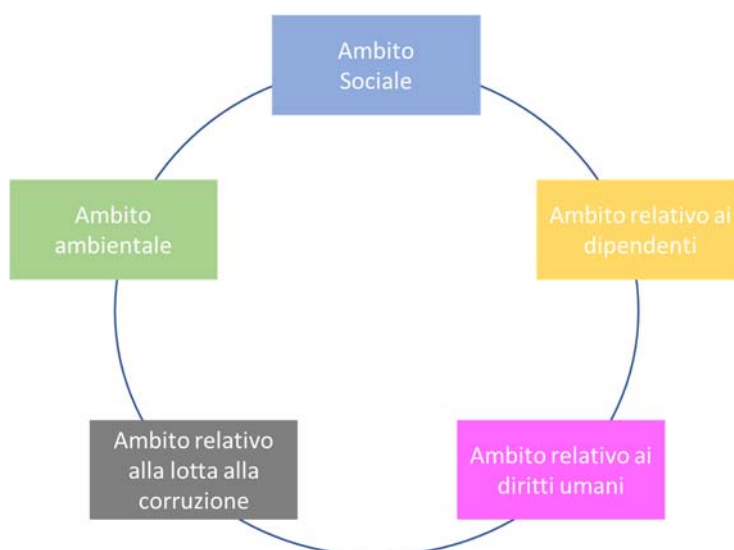 Ambito
Sociale
Ambito
ambientale
Ambito relativo ai
dipendenti
Ambito relativo
alla lotta alla
corruzione
Ambito relativo ai
diritti umani